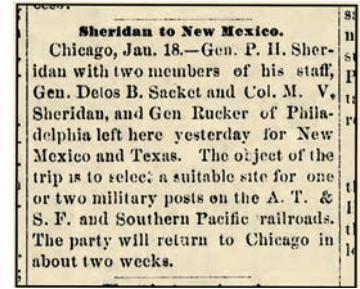 Sheridan to New Mexico.
Chicago, Jan. 18.—Gen. P. H. Sher-
idan with two members of his staff,
Gen. Delos B. Sacket and Col. M. V.
Sheridan, and Gen Rucker of Phila-
delphia left here yesterday for New
Mexico and Texas. The object of the
trip is to select a suitable site for one
or two military posts on the A. T. &
S. F. and Southern Pacific railroads.
The party will return to Chicago in
about two weeks.